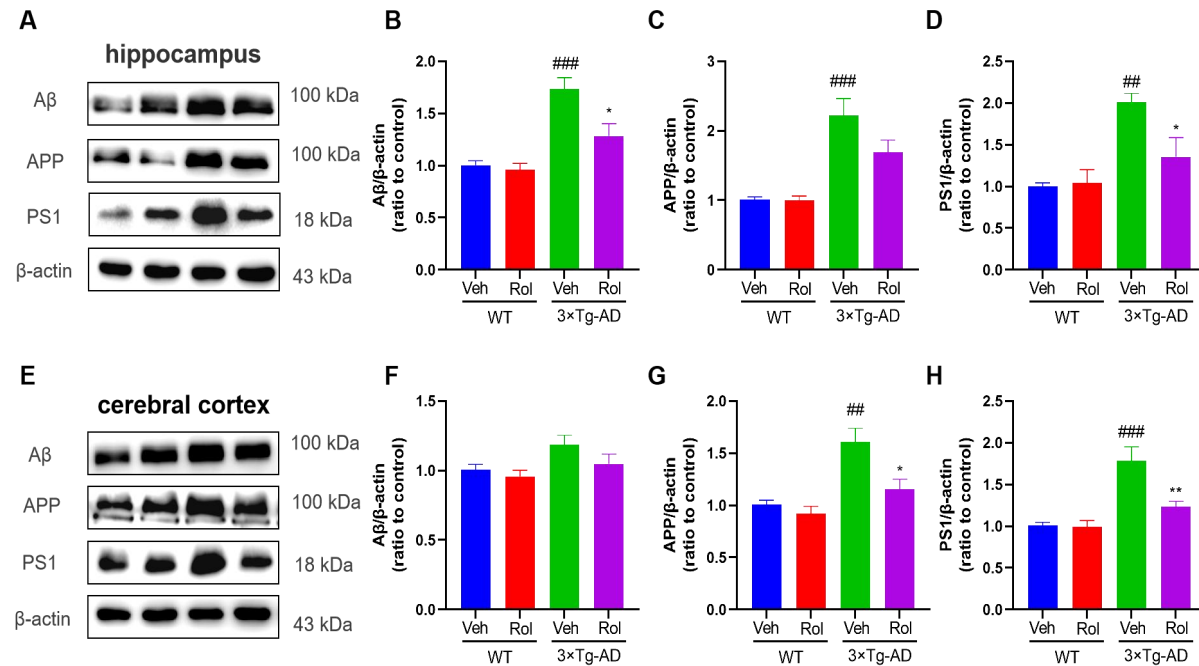 A
hippocampus
Aβ
100 kDa
APP
100 kDa
PS1
18 kDa
β-actin
43 kDa
B
Aβ/β-actin
(ratio to control)
2.0
1.5
1.0
0.5
0.0
###
*
Veh Rol Veh Rol
WT 3×Tg-AD
C
APP/β-actin
(ratio to control)
3
2
1
0
###
Veh Rol Veh Rol
WT 3×Tg-AD
D
PS1/β-actin
(ratio to control)
2.5
2.0
1.5
1.0
0.5
0.0
##
*
Veh Rol Veh Rol
WT 3×Tg-AD
E
cerebral cortex
Aβ
100 kDa
APP
100 kDa
PS1
18 kDa
β-actin
43 kDa
F
Aβ/β-actin
(ratio to control)
1.5
1.0
0.5
0.0
Veh Rol Veh Rol
WT 3×Tg-AD
G
APP/β-actin
(ratio to control)
2.0
1.5
1.0
0.5
0.0
##
*
Veh Rol Veh Rol
WT 3×Tg-AD
H
PS1/β-actin
(ratio to control)
2.5
2.0
1.5
1.0
0.5
0.0
###
**
Veh Rol Veh Rol
WT 3×Tg-AD